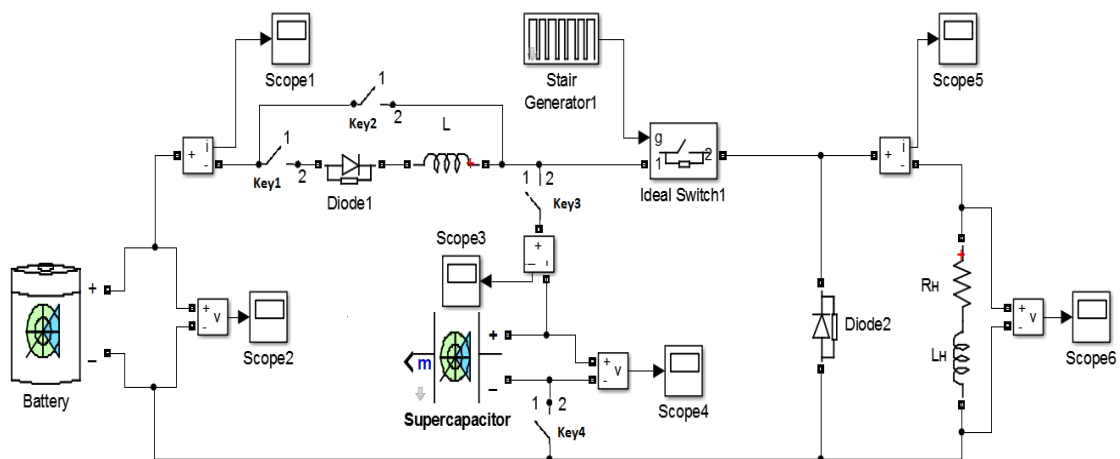 Scope1
Stair
Generator1
Scope5
1
Key2
2
L
i
+
-
1
Key1
2
Diode1
+
g
1
2
Ideal Switch1
i
+
-
2
1
Key3
Scope3
+
-
i
+
RH
LH
Diode2
+
v
-
Scope6
+
-
Battery
+
v
-
Scope2
m
+
-
Supercapacitor
+
v
-
Scope4
1
2
Key4